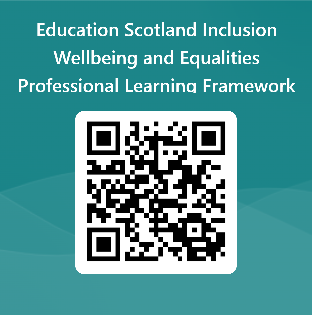 Education Scotland Inclusion
Wellbeing and Equalities
Professional Learning Framework